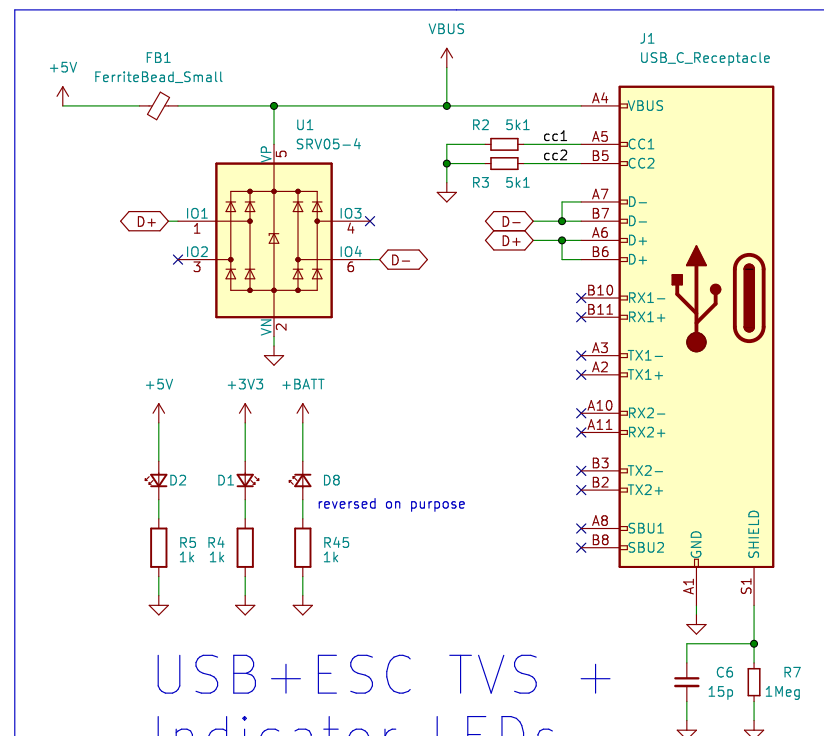 VBUS
J1
USB_C_Receptacle
FB1
FerriteBead_Small
+5V
A4 VBUS
U1
SRV05-4
VP
5
R2 5k1 cc1 A5 CC1
cc2 B5 CC2
R3 5k1
A7 D-
D- B7 D-
D+ A6 D+
B6 D+
D+ IO1 1
IO3 4
IO2 3
IO4 6 D-
VN
2
B10 RX1-
B11 RX1+
A3 TX1-
A2 TX1+
A10 RX2-
A11 RX2+
B3 TX2-
B2 TX2+
A8 SBU1
B8 SBU2
GND
A1
SHIELD
S1
+5V +3V3 +BATT
D2 D1 D8
reversed on purpose
R5 R4 R45
1k 1k 1k
C6 R7
15p 1Meg
USB+ESC TVS +
Indicator LEDs